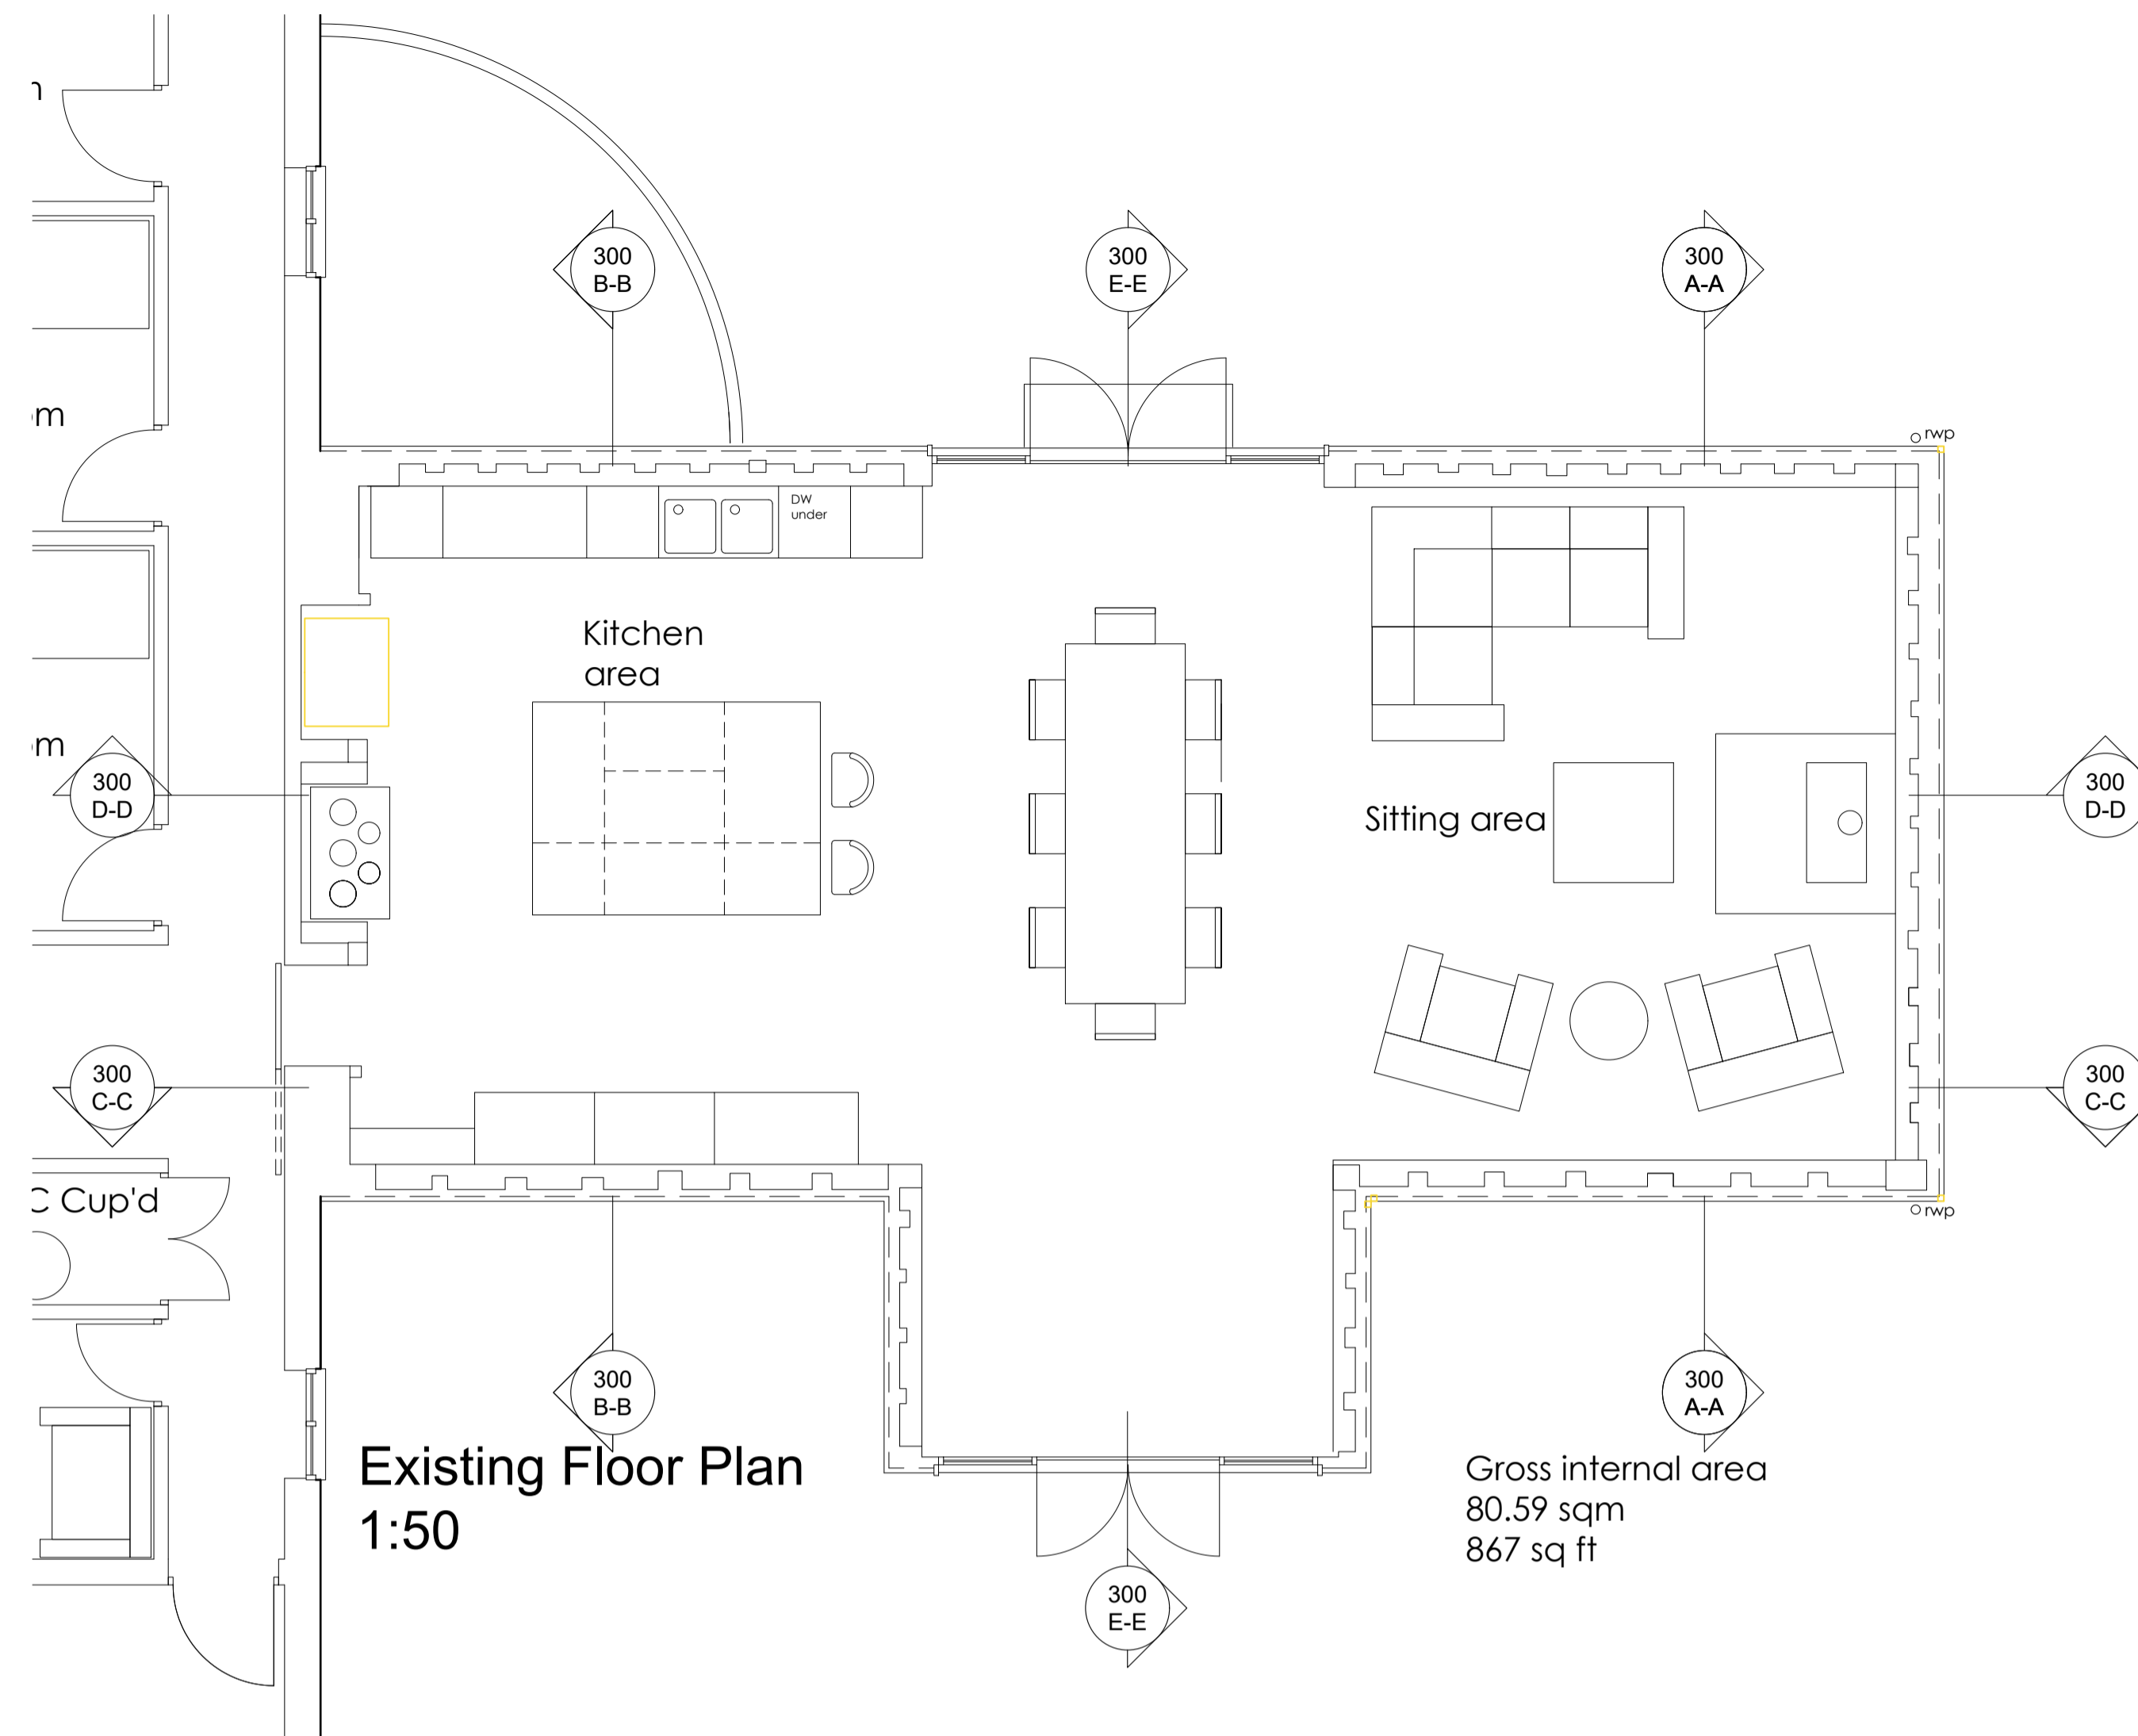 300
B-B
300
E-E
300
A-A
rwp
DW
under
Kitchen
area
300
D-D
Sitting area
300
D-D
300
C-C
300
C-C
C Cup'd
rwp
300
B-B
300
A-A
Existing Floor Plan
1:50
Gross internal area
80.59 sqm
867 sq ft
300
E-E